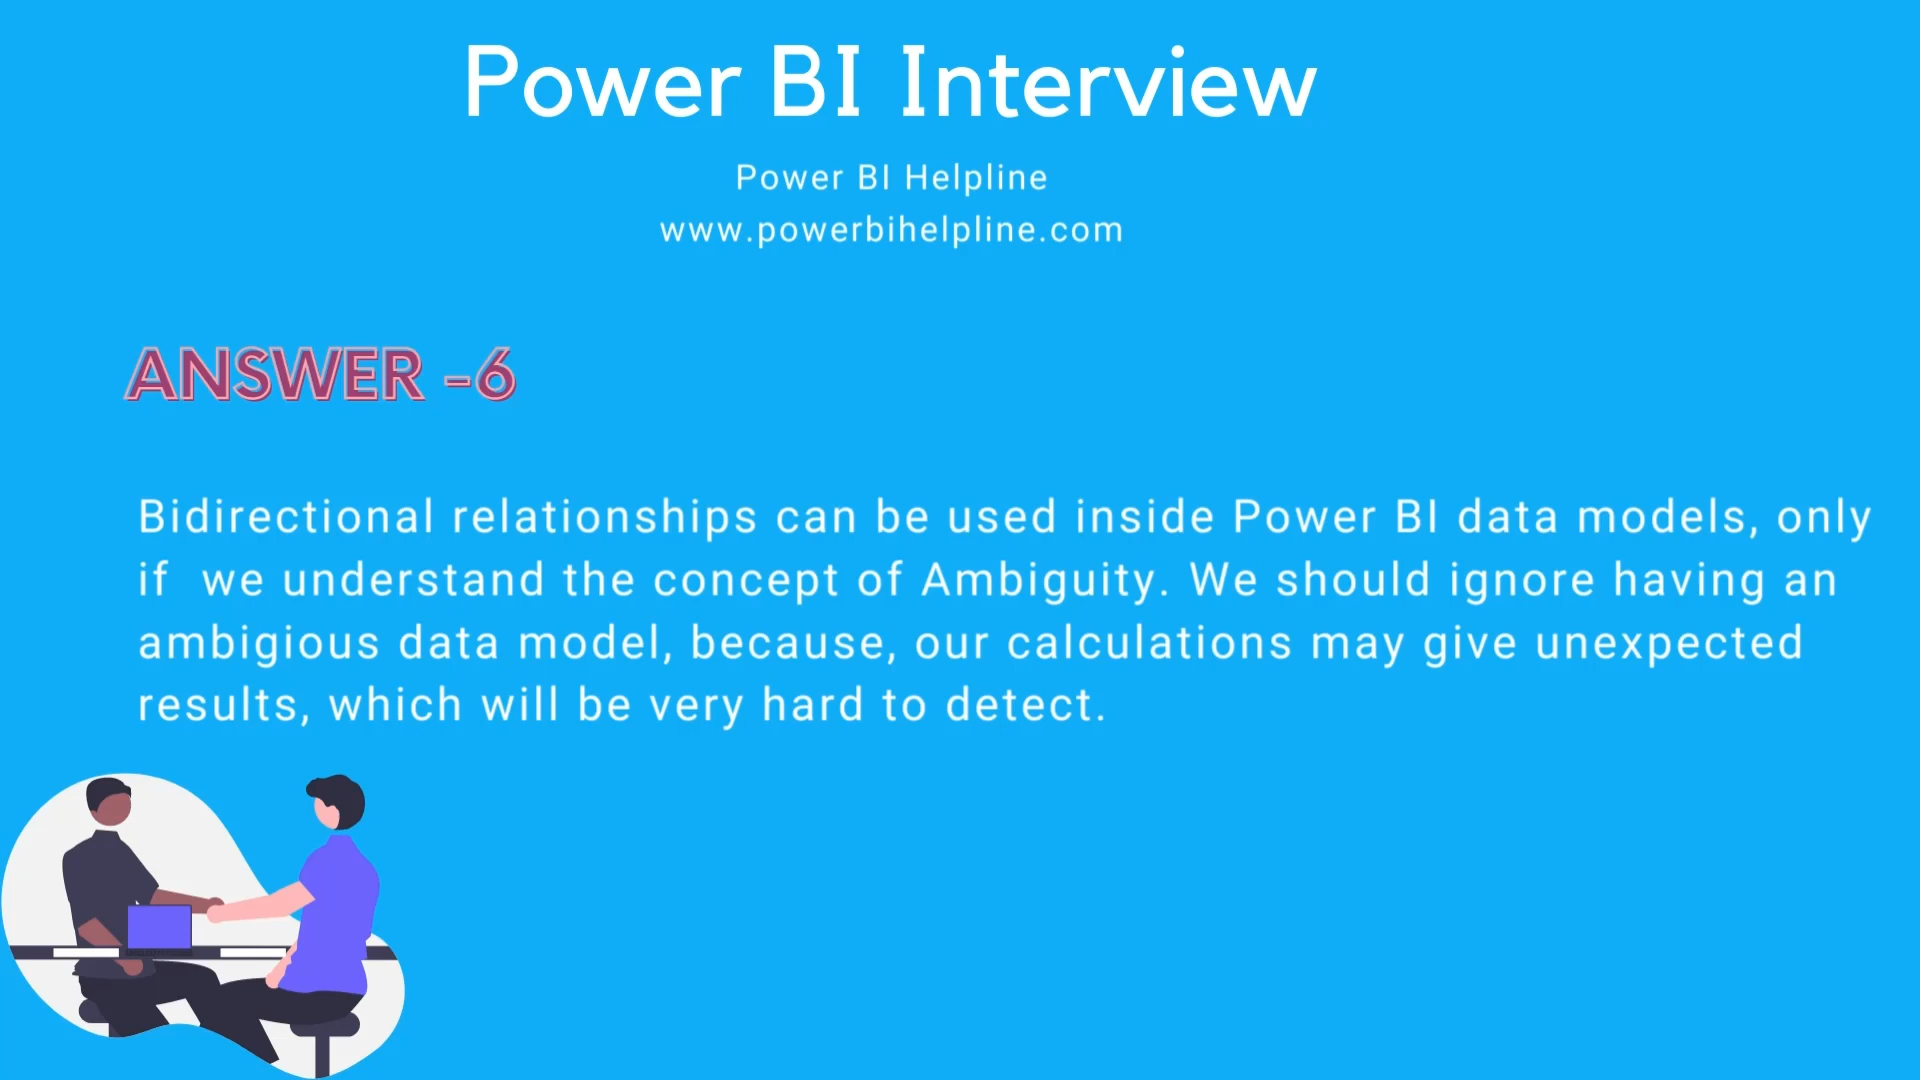 Power BI Interview
Power BI Helpline
www.powerbihelpline.com
ANSWER -6
Bidirectional relationships can be used inside Power BI data models, only
if we understand the concept of Ambiguity. We should ignore having an
ambigious data model, because, our calculations may give unexpected
results, which will be very hard to detect.